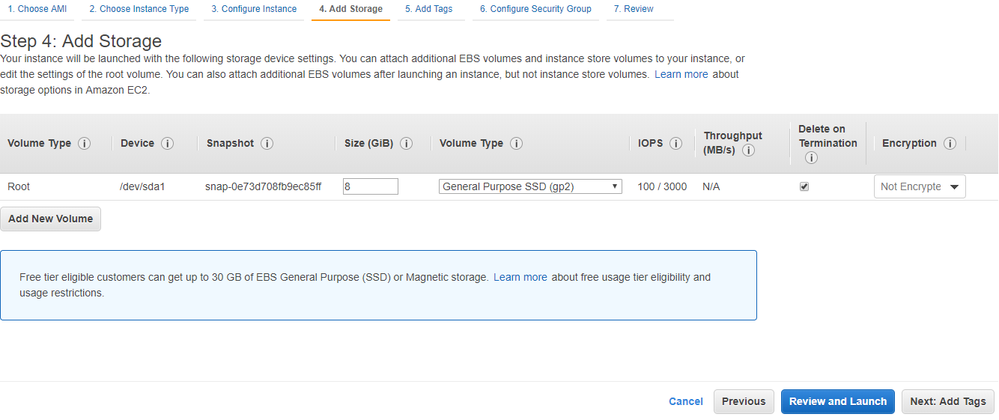 1. Choose AMI 2. Choose Instance Type 3. Configure Instance 4. Add Storage 5. Add Tags 6. Configure Security Group 7. Review
Step 4: Add Storage
Your instance will be launched with the following storage device settings. You can attach additional EBS volumes and instance store volumes to your instance, or
edit the settings of the root volume. You can also attach additional EBS volumes after launching an instance, but not instance store volumes. Learn more about
storage options in Amazon EC2.
Volume Type i Device i Snapshot i Size (GiB) i Volume Type i IOPS i Throughput (MB/s) i Delete on Termination i Encryption i
Root /dev/sda1 snap-0e73d708fb9ec85ff 8 General Purpose SSD (gp2) 100 / 3000 N/A Not Encrypte
Add New Volume
Free tier eligible customers can get up to 30 GB of EBS General Purpose (SSD) or Magnetic storage. Learn more about free usage tier eligibility and
usage restrictions.
Cancel Previous Review and Launch Next: Add Tags